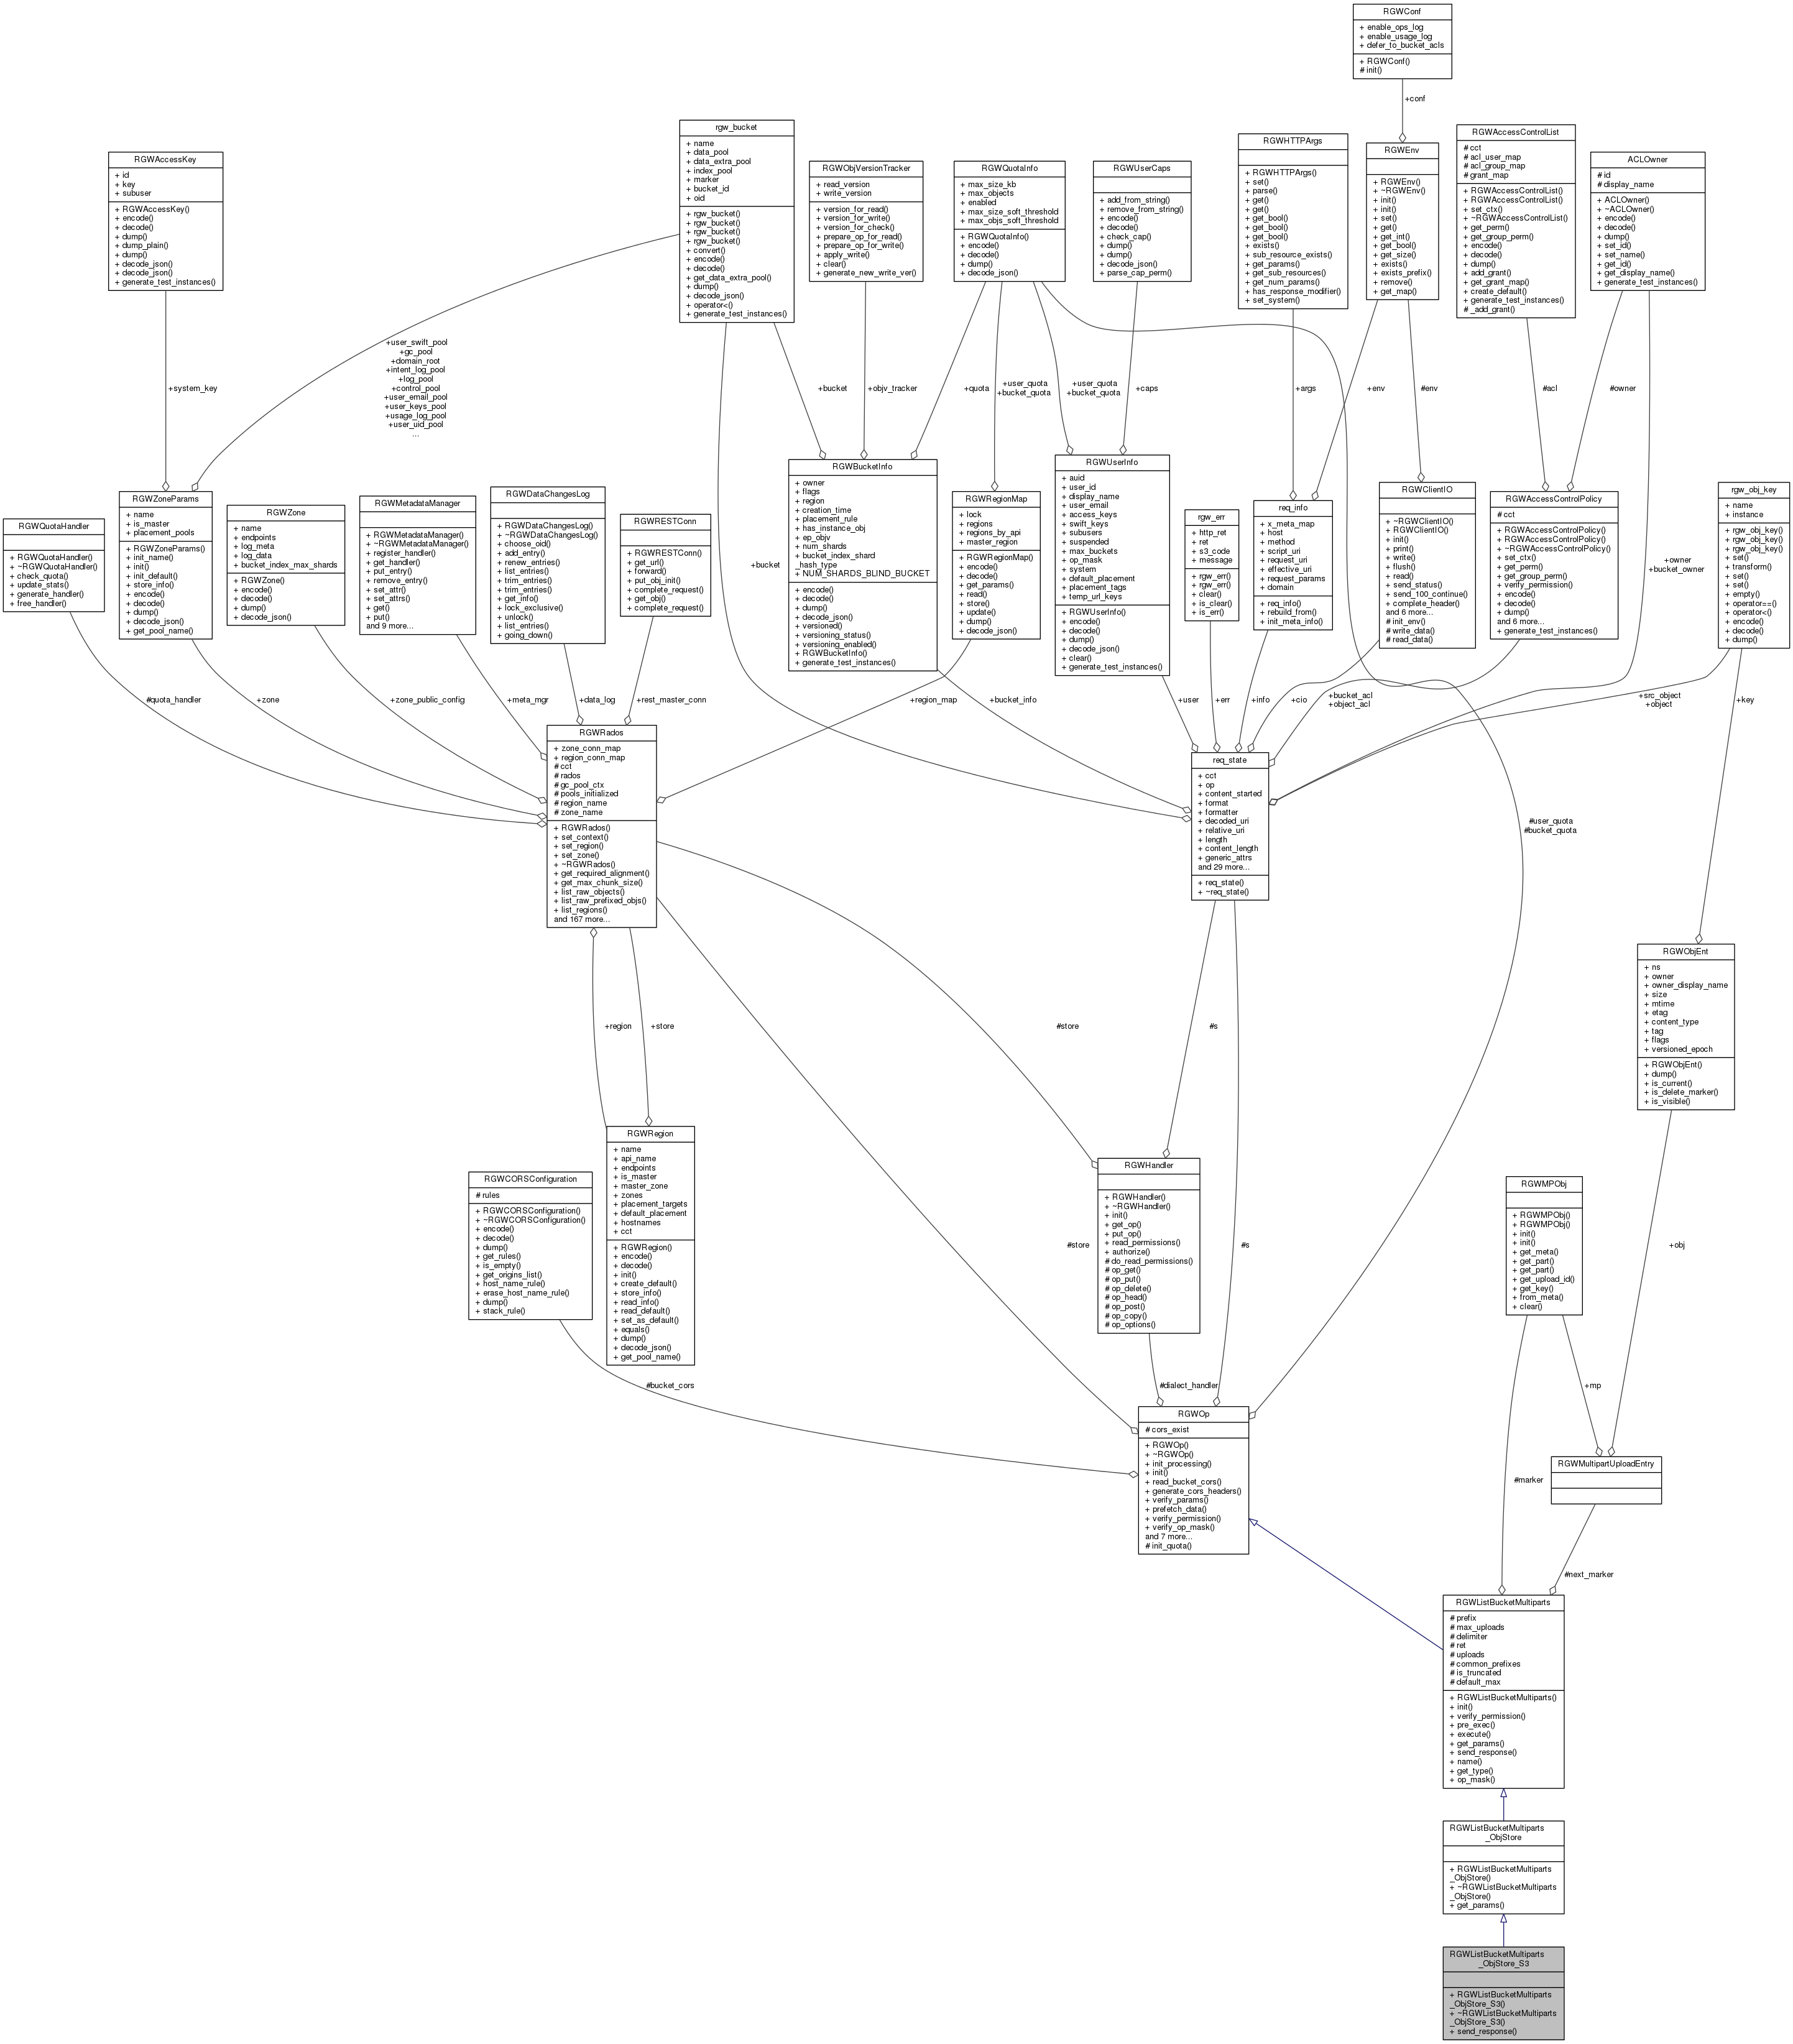 RGWConf
+ enable_ops_log
+ enable_usage_log
+ defer_to_bucket_acls
+ RGWConf()
# init()
+conf
rgw_bucket
+ name
+ data_pool
+ data_extra_pool
+ index_pool
+ marker
+ bucket_id
+ oid
+ rgw_bucket()
+ rgw_bucket()
+ rgw_bucket()
+ rgw_bucket()
+ convert()
+ encode()
+ decode()
+ get_data_extra_pool()
+ dump()
+ decode_json()
+ operator<()
+ generate_test_instances()
RGWAccessControlList
# cct
# acl_user_map
# acl_group_map
# grant_map
+ RGWAccessControlList()
+ RGWAccessControlList()
+ set_ctx()
+ ~RGWAccessControlList()
+ get_perm()
+ get_group_perm()
+ encode()
+ decode()
+ dump()
+ add_grant()
+ get_grant_map()
+ create_default()
+ generate_test_instances()
# _add_grant()
RGWHTTPArgs
+ RGWHTTPArgs()
+ set()
+ parse()
+ get()
+ get()
+ get_bool()
+ get_bool()
+ get_bool()
+ exists()
+ sub_resource_exists()
+ get_params()
+ get_sub_resources()
+ get_num_params()
+ has_response_modifier()
+ set_system()
RGWEnv
+ RGWEnv()
+ ~RGWEnv()
+ init()
+ init()
+ set()
+ get()
+ get_int()
+ get_bool()
+ get_size()
+ exists()
+ exists_prefix()
+ remove()
+ get_map()
RGWAccessKey
+ id
+ key
+ subuser
+ RGWAccessKey()
+ encode()
+ decode()
+ dump()
+ dump_plain()
+ dump()
+ decode_json()
+ decode_json()
+ generate_test_instances()
ACLOwner
# id
# display_name
+ ACLOwner()
+ ~ACLOwner()
+ encode()
+ decode()
+ dump()
+ set_id()
+ set_name()
+ get_id()
+ get_display_name()
+ generate_test_instances()
RGWObjVersionTracker
+ read_version
+ write_version
+ version_for_read()
+ version_for_write()
+ version_for_check()
+ prepare_op_for_read()
+ prepare_op_for_write()
+ apply_write()
+ clear()
+ generate_new_write_ver()
RGWQuotaInfo
+ max_size_kb
+ max_objects
+ enabled
+ max_size_soft_threshold
+ max_objs_soft_threshold
+ RGWQuotaInfo()
+ encode()
+ decode()
+ dump()
+ decode_json()
RGWUserCaps
+ add_from_string()
+ remove_from_string()
+ encode()
+ decode()
+ check_cap()
+ dump()
+ dump()
+ decode_json()
+ parse_cap_perm()
+user_swift_pool
+gc_pool
+domain_root
+intent_log_pool
+log_pool
+control_pool
+user_email_pool
+user_keys_pool
+usage_log_pool
+user_uid_pool
...
+system_key
+bucket
+objv_tracker
+quota
+user_quota
+bucket_quota
+user_quota
+bucket_quota
+caps
+args
+env
#env
#acl
#owner
RGWQuotaHandler
+ RGWQuotaHandler()
+ ~RGWQuotaHandler()
+ check_quota()
+ update_stats()
+ generate_handler()
+ free_handler()
RGWZoneParams
+ name
+ is_master
+ placement_pools
+ RGWZoneParams()
+ init_name()
+ init()
+ init_default()
+ store_info()
+ encode()
+ decode()
+ dump()
+ decode_json()
+ get_pool_name()
RGWZone
+ name
+ endpoints
+ log_meta
+ log_data
+ bucket_index_max_shards
+ RGWZone()
+ encode()
+ decode()
+ dump()
+ decode_json()
RGWMetadataManager
+ RGWMetadataManager()
+ ~RGWMetadataManager()
+ register_handler()
+ get_handler()
+ put_entry()
+ remove_entry()
+ set_attr()
+ set_attrs()
+ get()
+ put()
and 9 more...
RGWDataChangesLog
+ RGWDataChangesLog()
+ ~RGWDataChangesLog()
+ choose_oid()
+ add_entry()
+ renew_entries()
+ list_entries()
+ trim_entries()
+ trim_entries()
+ get_info()
+ lock_exclusive()
+ unlock()
+ list_entries()
+ going_down()
RGWRESTConn
+ RGWRESTConn()
+ get_url()
+ forward()
+ put_obj_init()
+ complete_request()
+ get_obj()
+ complete_request()
RGWBucketInfo
+ owner
+ flags
+ region
+ creation_time
+ placement_rule
+ has_instance_obj
+ ep_objv
+ num_shards
+ bucket_index_shard
_hash_type
+ NUM_SHARDS_BLIND_BUCKET
+ encode()
+ decode()
+ dump()
+ decode_json()
+ versioned()
+ versioning_status()
+ versioning_enabled()
+ RGWBucketInfo()
+ generate_test_instances()
RGWRegionMap
+ lock
+ regions
+ regions_by_api
+ master_region
+ RGWRegionMap()
+ encode()
+ decode()
+ get_params()
+ read()
+ store()
+ update()
+ dump()
+ decode_json()
RGWUserInfo
+ auid
+ user_id
+ display_name
+ user_email
+ access_keys
+ swift_keys
+ subusers
+ suspended
+ max_buckets
+ op_mask
+ system
+ default_placement
+ placement_tags
+ temp_url_keys
+ RGWUserInfo()
+ encode()
+ decode()
+ dump()
+ decode_json()
+ clear()
+ generate_test_instances()
rgw_err
+ http_ret
+ ret
+ s3_code
+ message
+ rgw_err()
+ rgw_err()
+ clear()
+ is_clear()
+ is_err()
req_info
+ x_meta_map
+ host
+ method
+ script_uri
+ request_uri
+ effective_uri
+ request_params
+ domain
+ req_info()
+ rebuild_from()
+ init_meta_info()
RGWClientIO
+ ~RGWClientIO()
+ RGWClientIO()
+ init()
+ print()
+ write()
+ flush()
+ read()
+ send_status()
+ send_100_continue()
+ complete_header()
and 6 more...
# init_env()
# write_data()
# read_data()
RGWAccessControlPolicy
# cct
+ RGWAccessControlPolicy()
+ RGWAccessControlPolicy()
+ ~RGWAccessControlPolicy()
+ set_ctx()
+ get_perm()
+ get_group_perm()
+ verify_permission()
+ encode()
+ decode()
+ dump()
and 6 more...
+ generate_test_instances()
+owner
+bucket_owner
rgw_obj_key
+ name
+ instance
+ rgw_obj_key()
+ rgw_obj_key()
+ rgw_obj_key()
+ set()
+ transform()
+ set()
+ set()
+ empty()
+ operator==()
+ operator<()
+ encode()
+ decode()
+ dump()
+bucket
#quota_handler
+zone
+zone_public_config
+meta_mgr
+data_log
+rest_master_conn
+region_map
+bucket_info
+user
+err
+info
+cio
+bucket_acl
+object_acl
+src_object
+object
+key
RGWRados
+ zone_conn_map
+ region_conn_map
# cct
# rados
# gc_pool_ctx
# pools_initialized
# region_name
# zone_name
+ RGWRados()
+ set_context()
+ set_region()
+ set_zone()
+ ~RGWRados()
+ get_required_alignment()
+ get_max_chunk_size()
+ list_raw_objects()
+ list_raw_prefixed_objs()
+ list_regions()
and 167 more...
req_state
+ cct
+ op
+ content_started
+ format
+ formatter
+ decoded_uri
+ relative_uri
+ length
+ content_length
+ generic_attrs
and 29 more...
+ req_state()
+ ~req_state()
#user_quota
#bucket_quota
RGWObjEnt
+ ns
+ owner
+ owner_display_name
+ size
+ mtime
+ etag
+ content_type
+ tag
+ flags
+ versioned_epoch
+ RGWObjEnt()
+ dump()
+ is_current()
+ is_delete_marker()
+ is_visible()
+region
+store
#store
#s
RGWRegion
+ name
+ api_name
+ endpoints
+ is_master
+ master_zone
+ zones
+ placement_targets
+ default_placement
+ hostnames
+ cct
+ RGWRegion()
+ encode()
+ decode()
+ init()
+ create_default()
+ store_info()
+ read_info()
+ read_default()
+ set_as_default()
+ equals()
+ dump()
+ decode_json()
+ get_pool_name()
RGWCORSConfiguration
# rules
+ RGWCORSConfiguration()
+ ~RGWCORSConfiguration()
+ encode()
+ decode()
+ dump()
+ get_rules()
+ is_empty()
+ get_origins_list()
+ host_name_rule()
+ erase_host_name_rule()
+ dump()
+ stack_rule()
RGWHandler
+ RGWHandler()
+ ~RGWHandler()
+ init()
+ get_op()
+ put_op()
+ read_permissions()
+ authorize()
# do_read_permissions()
# op_get()
# op_put()
# op_delete()
# op_head()
# op_post()
# op_copy()
# op_options()
RGWMPObj
+ RGWMPObj()
+ RGWMPObj()
+ init()
+ init()
+ get_meta()
+ get_part()
+ get_part()
+ get_upload_id()
+ get_key()
+ from_meta()
+ clear()
#store
#s
+obj
#bucket_cors
#dialect_handler
+mp
RGWOp
# cors_exist
+ RGWOp()
+ ~RGWOp()
+ init_processing()
+ init()
+ read_bucket_cors()
+ generate_cors_headers()
+ verify_params()
+ prefetch_data()
+ verify_permission()
+ verify_op_mask()
and 7 more...
# init_quota()
RGWMultipartUploadEntry
#marker
#next_marker
RGWListBucketMultiparts
# prefix
# max_uploads
# delimiter
# ret
# uploads
# common_prefixes
# is_truncated
# default_max
+ RGWListBucketMultiparts()
+ init()
+ verify_permission()
+ pre_exec()
+ execute()
+ get_params()
+ send_response()
+ name()
+ get_type()
+ op_mask()
RGWListBucketMultiparts
_ObjStore
+ RGWListBucketMultiparts
_ObjStore()
+ ~RGWListBucketMultiparts
_ObjStore()
+ get_params()
RGWListBucketMultiparts
_ObjStore_S3
+ RGWListBucketMultiparts
_ObjStore_S3()
+ ~RGWListBucketMultiparts
_ObjStore_S3()
+ send_response()